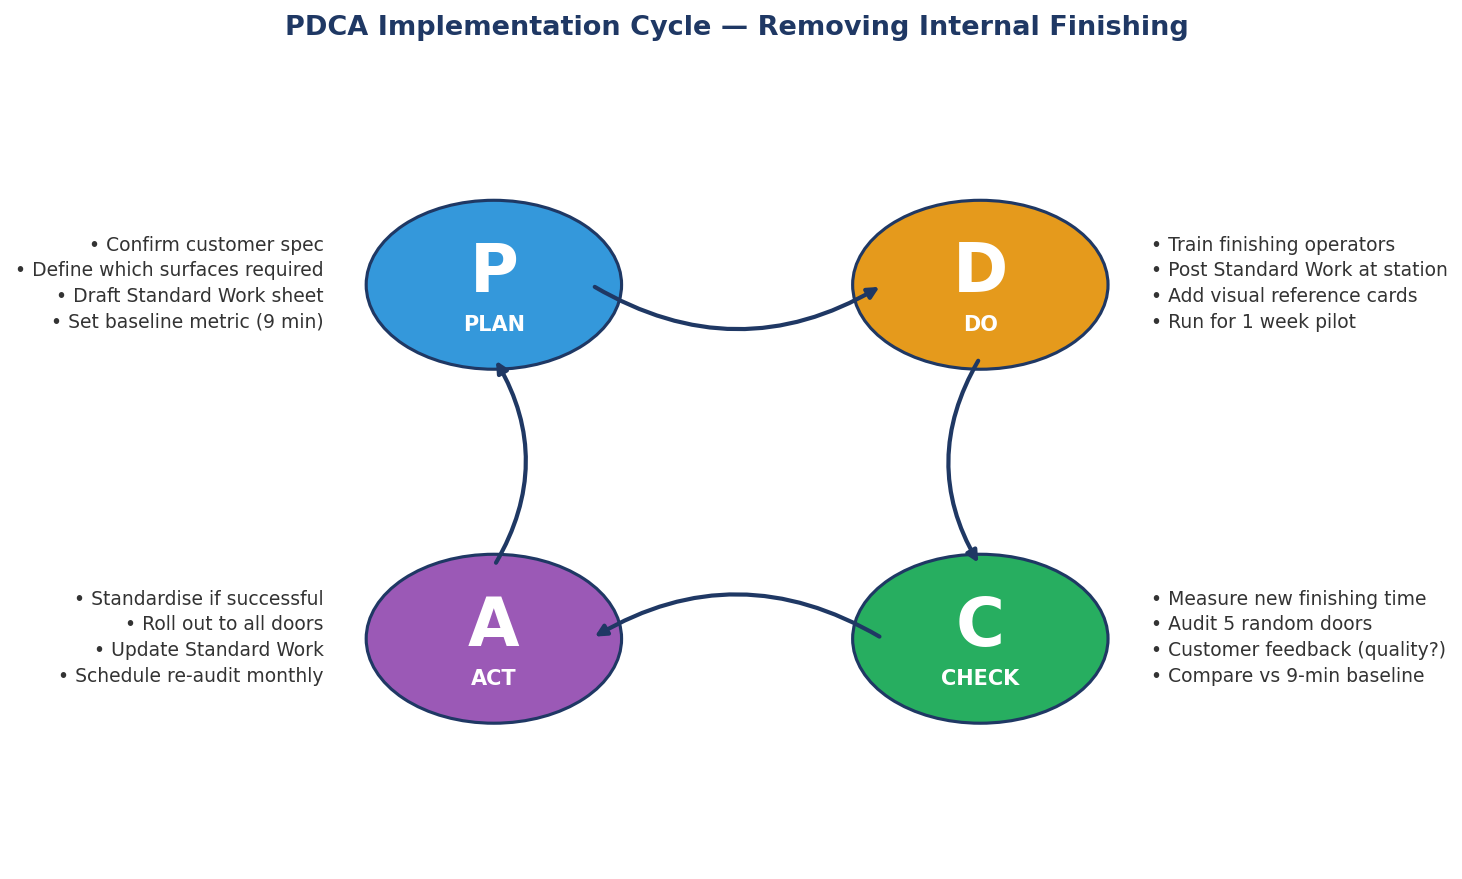 PDCA Implementation Cycle — Removing Internal Finishing
• Confirm customer spec
• Define which surfaces required
• Draft Standard Work sheet
• Set baseline metric (9 min)
P
PLAN
D
DO
• Train finishing operators
• Post Standard Work at station
• Add visual reference cards
• Run for 1 week pilot
• Standardise if successful
• Roll out to all doors
• Update Standard Work
• Schedule re-audit monthly
A
ACT
C
CHECK
• Measure new finishing time
• Audit 5 random doors
• Customer feedback (quality?)
• Compare vs 9-min baseline